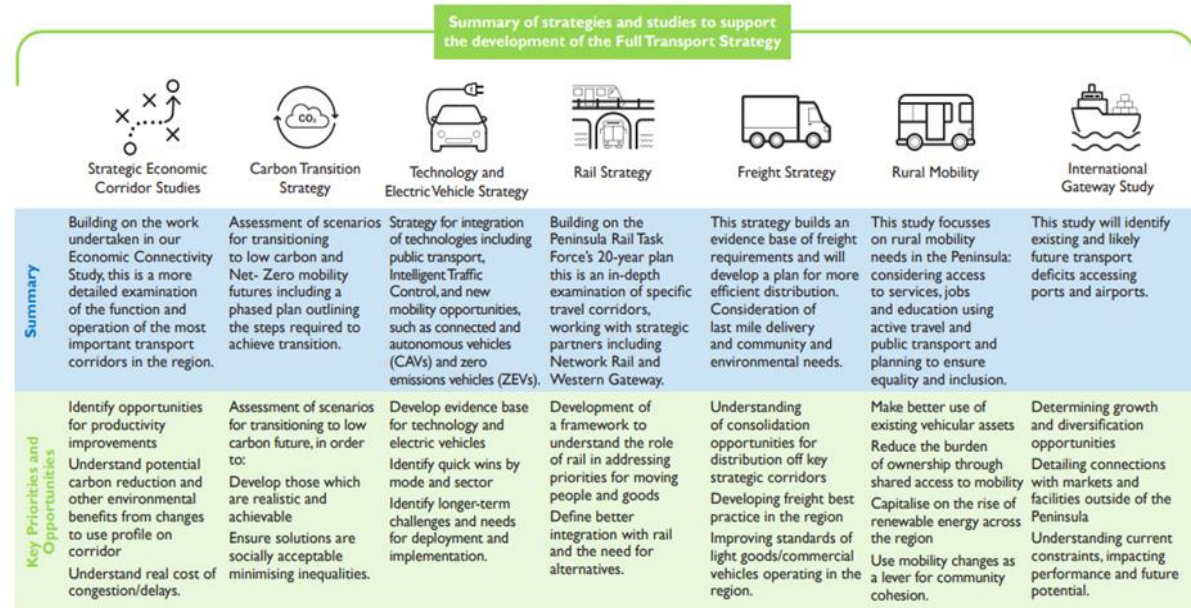 Summary of strategies and studies to support
the development of the Full Transport Strategy
CO₂
Strategic Economic
Corridor Studies
Carbon Transition
Strategy
Technology and
Electric Vehicle Strategy
Rail Strategy
Freight Strategy
Rural Mobility
International
Gateway Study
Summary
Building on the work
undertaken in our
Economic Connectivity
Study, this is a more
detailed examination
of the function and
operation of the most
important transport
corridors in the region.
Assessment of scenarios
for transitioning
to low carbon and
Net- Zero mobility
futures including a
phased plan outlining
the steps required to
achieve transition.
Strategy for integration
of technologies including
public transport,
Intelligent Traffic
Control, and new
mobility opportunities,
such as connected and
autonomous vehicles
(CAVs) and zero
emissions vehicles (ZEVs).
Building on the
Peninsula Rail Task
Force's 20-year plan
this is an in-depth
examination of specific
travel corridors,
working with strategic
partners including
Network Rail and
Western Gateway.
This strategy builds an
evidence base of freight
requirements and will
develop a plan for more
efficient distribution.
Consideration of
last mile delivery
and community and
environmental needs.
This study focusses
on rural mobility
needs in the Peninsula:
considering access
to services, jobs
and education using
active travel and
public transport and
planning to ensure
equality and inclusion.
This study will identify
existing and likely
future transport
deficits accessing
ports and airports.
Key Priorities and
Opportunities
Identify opportunities
for productivity
improvements
Understand potential
carbon reduction and
other environmental
benefits from changes
to use profile on
corridor
Understand real cost of
congestion/delays.
Assessment of scenarios
for transitioning to low
carbon future, in order
to:
Develop those which
are realistic and
achievable
Ensure solutions are
socially acceptable
minimising inequalities.
Develop evidence base
for technology and
electric vehicles
Identify quick wins by
mode and sector
Identify longer-term
challenges and needs
for deployment and
implementation.
Development of
a framework to
understand the role
of rail in addressing
priorities for moving
people and goods
Define better
integration with rail
and the need for
alternatives.
Understanding
of consolidation
opportunities for
distribution off key
strategic corridors
Developing freight best
practice in the region
Improving standards of
light goods/commercial
vehicles operating in the
region.
Make better use of
existing vehicular assets
Reduce the burden
of ownership through
shared access to mobility
Capitalise on the rise of
renewable energy across
the region
Use mobility changes as
a lever for community
cohesion.
Determining growth
and diversification
opportunities
Detailing connections
with markets and
facilities outside of the
Peninsula
Understanding current
constraints, impacting
performance and future
potential.